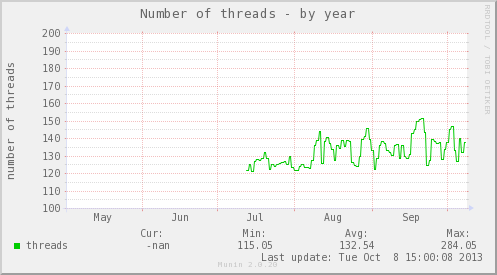 Number of threads - by year
RRDTOOL / TOBI OETIKER
number of threads
200
190
180
170
160
150
140
130
120
110
100
May Jun Jul Aug Sep
Cur: Min: Avg: Max:
threads -nan 115.05 132.54 284.05
Last update: Tue Oct 8 15:00:08 2013
Munin 2.0.20